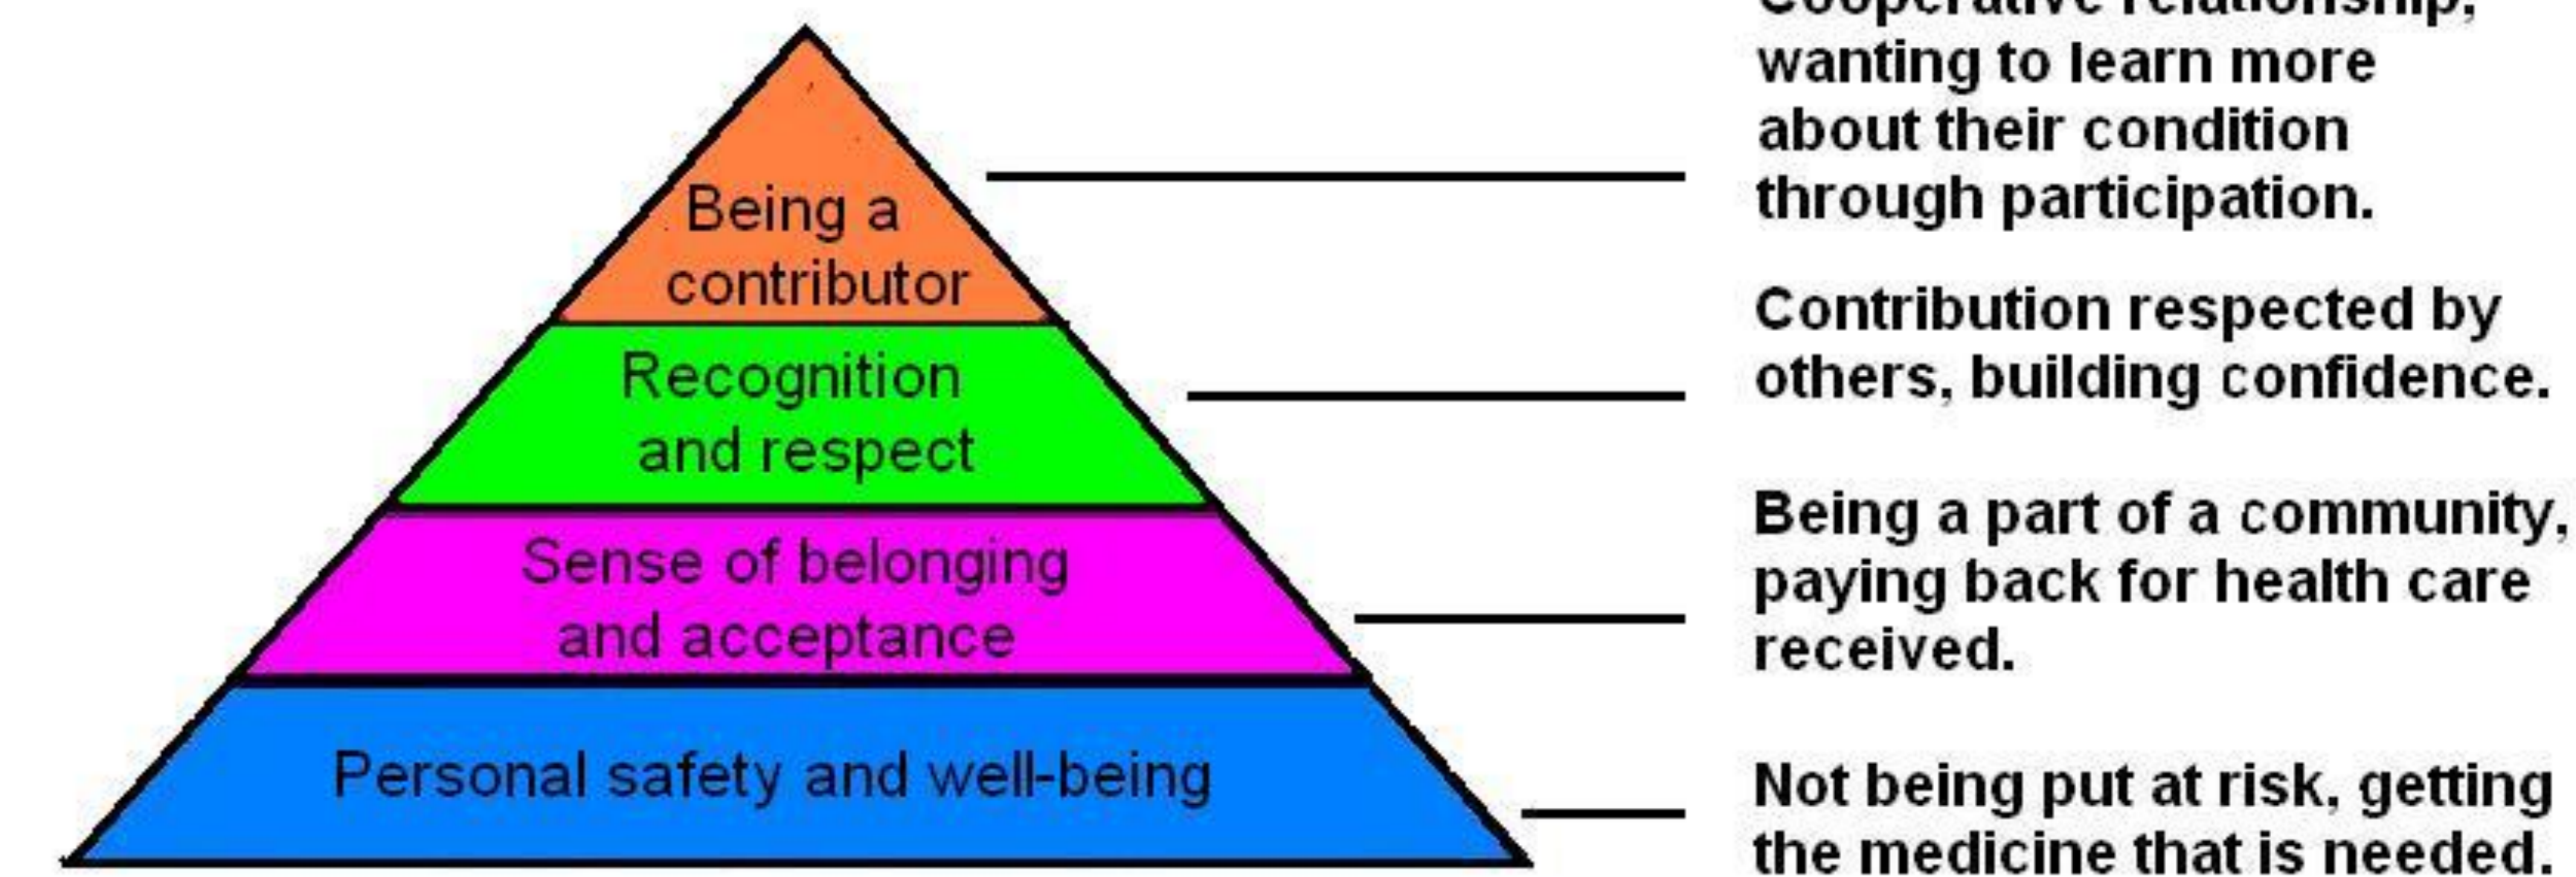 Being a
contributor
Recognition
and respect
Sense of belonging
and acceptance
Personal safety and well-being
Cooperative relationship,
wanting to learn more
about their condition
through participation.
Contribution respected by
others, building confidence.
Being a part of a community,
paying back for health care
received.
Not being put at risk, getting
the medicine that is needed.